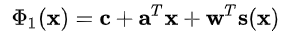 Φ₁(𝐱) = 𝐜 + 𝐚ᵀ𝐱 + 𝐰ᵀ𝐬(𝐱)